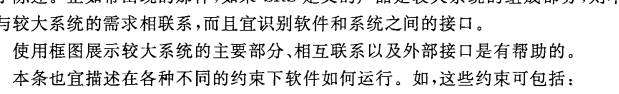 与较大系统的需求相联系,而且宜识别软件和系统之间的接口。
使用框图展示较大系统的主要部分、相互联系以及外部接口是有帮助的。
本条也宜描述在各种不同的约束下软件如何运行。如,这些约束可包括: